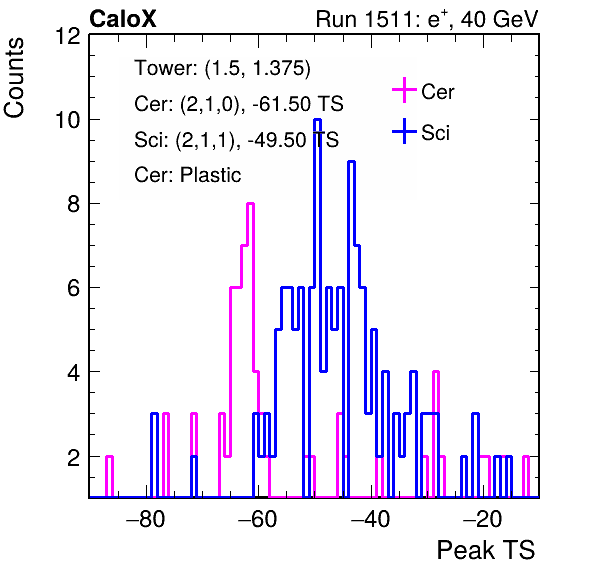 CaloX Run 1511: e⁺, 40 GeV
Counts
12
Tower: (1.5, 1.375)
Cer: (2,1,0), -61.50 TS
Sci: (2,1,1), -49.50 TS
Cer: Plastic
Cer
Sci
10
8
6
4
2
−80 −60 −40 −20
Peak TS